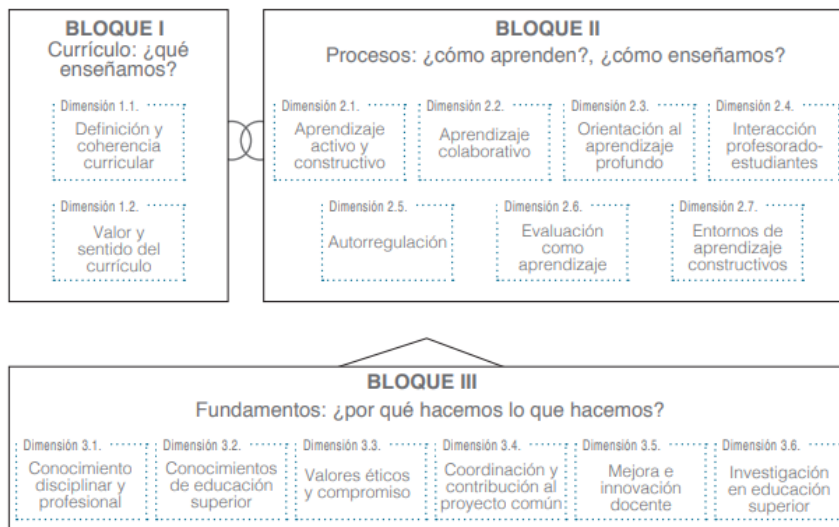 BLOQUE I
Currículo: ¿qué
enseñamos?
Dimensión 1.1.
Definición y
coherencia
curricular
Dimensión 1.2.
Valor y
sentido del
currículo
BLOQUE II
Procesos: ¿cómo aprenden?, ¿cómo enseñamos?
Dimensión 2.1.
Aprendizaje
activo y
constructivo
Dimensión 2.2.
Aprendizaje
colaborativo
Dimensión 2.3.
Orientación al
aprendizaje
profundo
Dimensión 2.4.
Interacción
profesorado-
estudiantes
Dimensión 2.5.
Autorregulación
Dimensión 2.6.
Evaluación
como
aprendizaje
Dimensión 2.7.
Entornos de
aprendizaje
constructivos
BLOQUE III
Fundamentos: ¿por qué hacemos lo que hacemos?
Dimensión 3.1.
Conocimiento
disciplinar y
profesional
Dimensión 3.2.
Conocimientos
de educación
superior
Dimensión 3.3.
Valores éticos
y compromiso
Dimensión 3.4.
Coordinación y
contribución al
proyecto común
Dimensión 3.5.
Mejora e
innovación
docente
Dimensión 3.6.
Investigación
en educación
superior